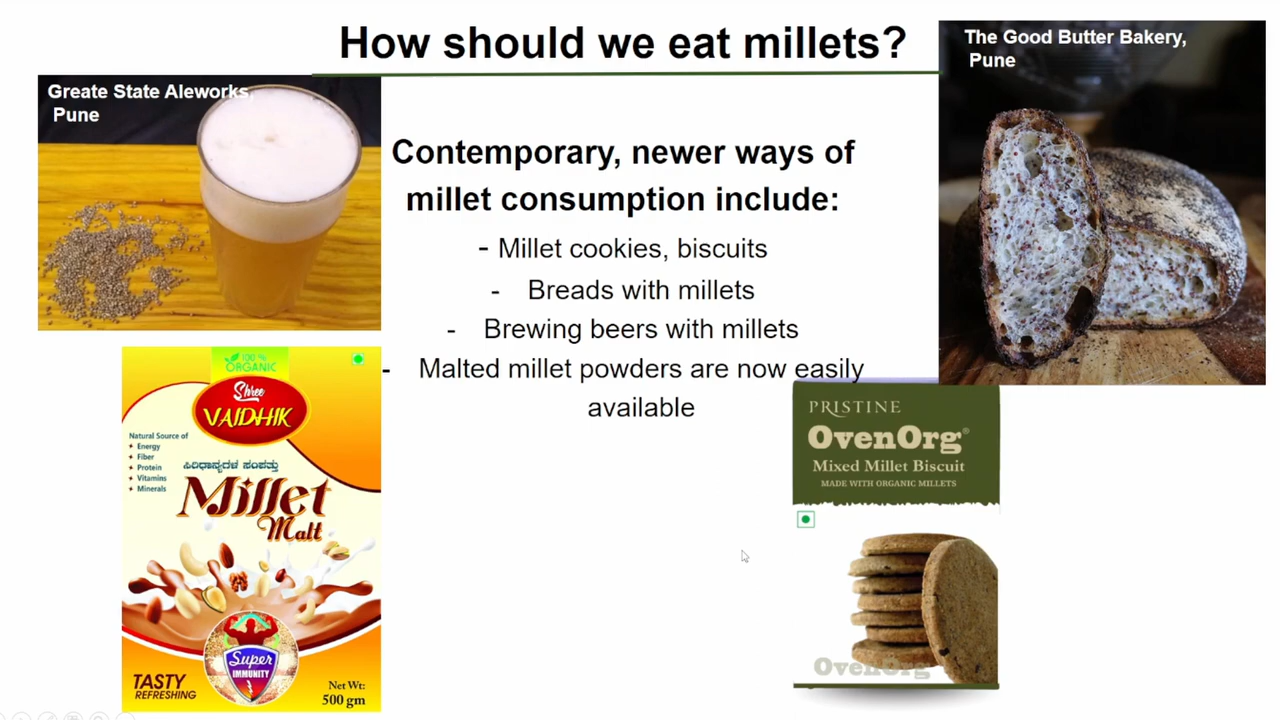 How should we eat millets?
Greate State Aleworks,
Pune
The Good Butter Bakery,
Pune
Contemporary, newer ways of
millet consumption include:
- Millet cookies, biscuits
- Breads with millets
- Brewing beers with millets
- Malted millet powders are now easily
available
100%
ORGANIC
Shree
VAIDHIK
Natural Source of
Energy
Fiber
Protein
Vitamins
Minerals
ಸಿರಿಧಾನ್ಯಗಳ ಸಂಪತ್ತು
Millet
Malt
Super
IMMUNITY
TASTY
REFRESHING
Net Wt:
500 gm
PRISTINE
OvenOrg®
Mixed Millet Biscuit
MADE WITH ORGANIC MILLETS
OvenOrg